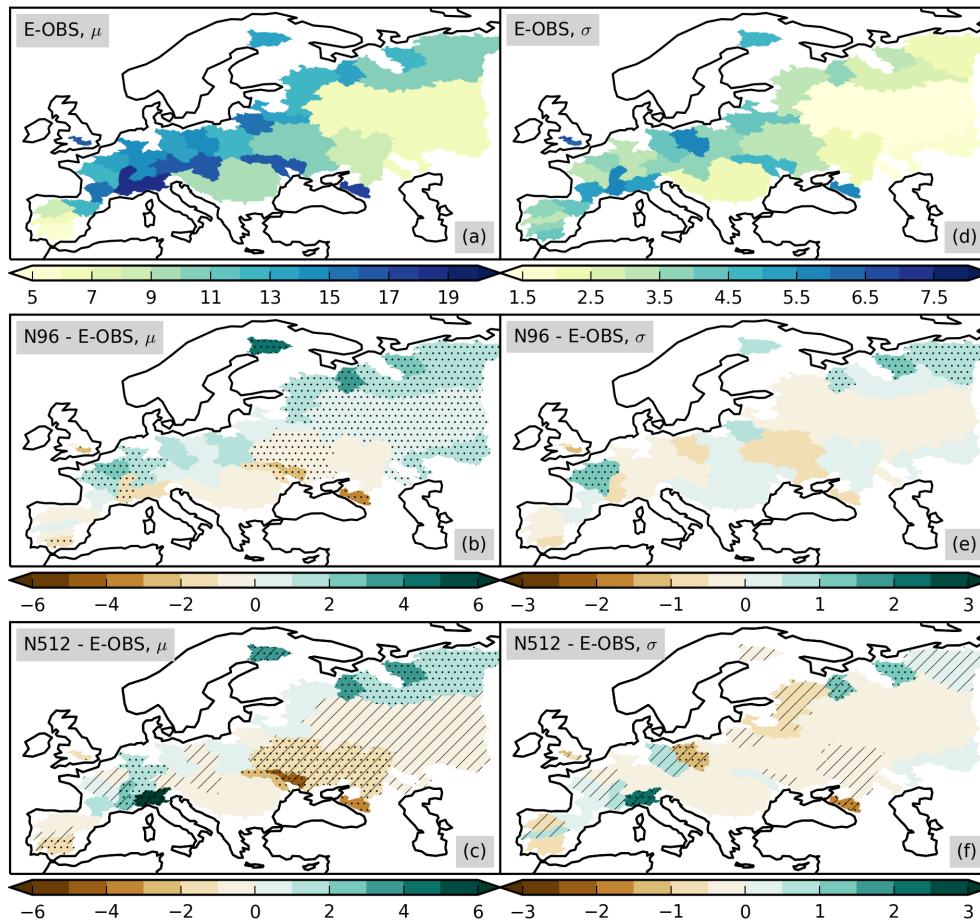 E-OBS, μ
(a)
5 7 9 11 13 15 17 19
E-OBS, σ
(d)
1.5 2.5 3.5 4.5 5.5 6.5 7.5
N96 - E-OBS, μ
(b)
−6 −4 −2 0 2 4 6
N96 - E-OBS, σ
(e)
−3 −2 −1 0 1 2 3
N512 - E-OBS, μ
(c)
−6 −4 −2 0 2 4 6
N512 - E-OBS, σ
(f)
−3 −2 −1 0 1 2 3